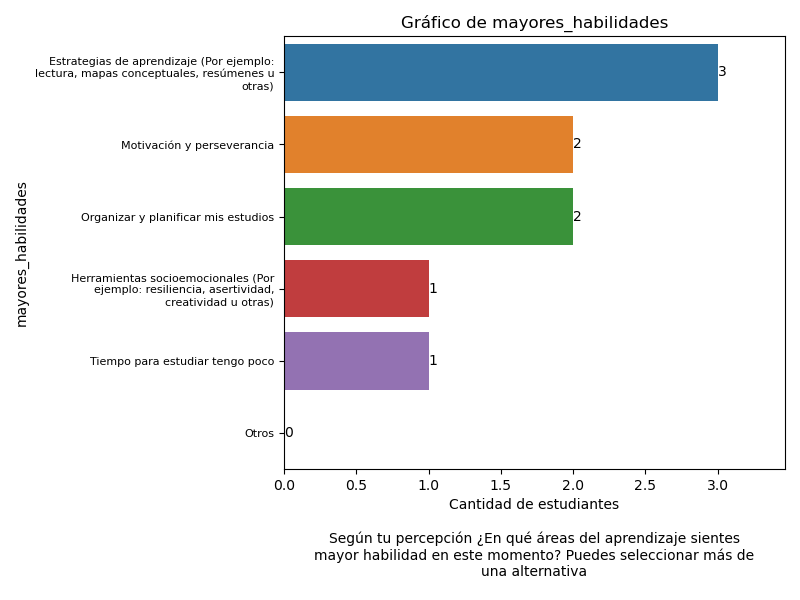 Gráfico de mayores_habilidades
Estrategias de aprendizaje (Por ejemplo:
lectura, mapas conceptuales, resúmenes u
otras)
3
Motivación y perseverancia
2
Organizar y planificar mis estudios
2
Herramientas socioemocionales (Por
ejemplo: resiliencia, asertividad,
creatividad u otras)
1
Tiempo para estudiar tengo poco
1
Otros
0
mayores_habilidades
0.0 0.5 1.0 1.5 2.0 2.5 3.0
Cantidad de estudiantes
Según tu percepción ¿En qué áreas del aprendizaje sientes
mayor habilidad en este momento? Puedes seleccionar más de
una alternativa